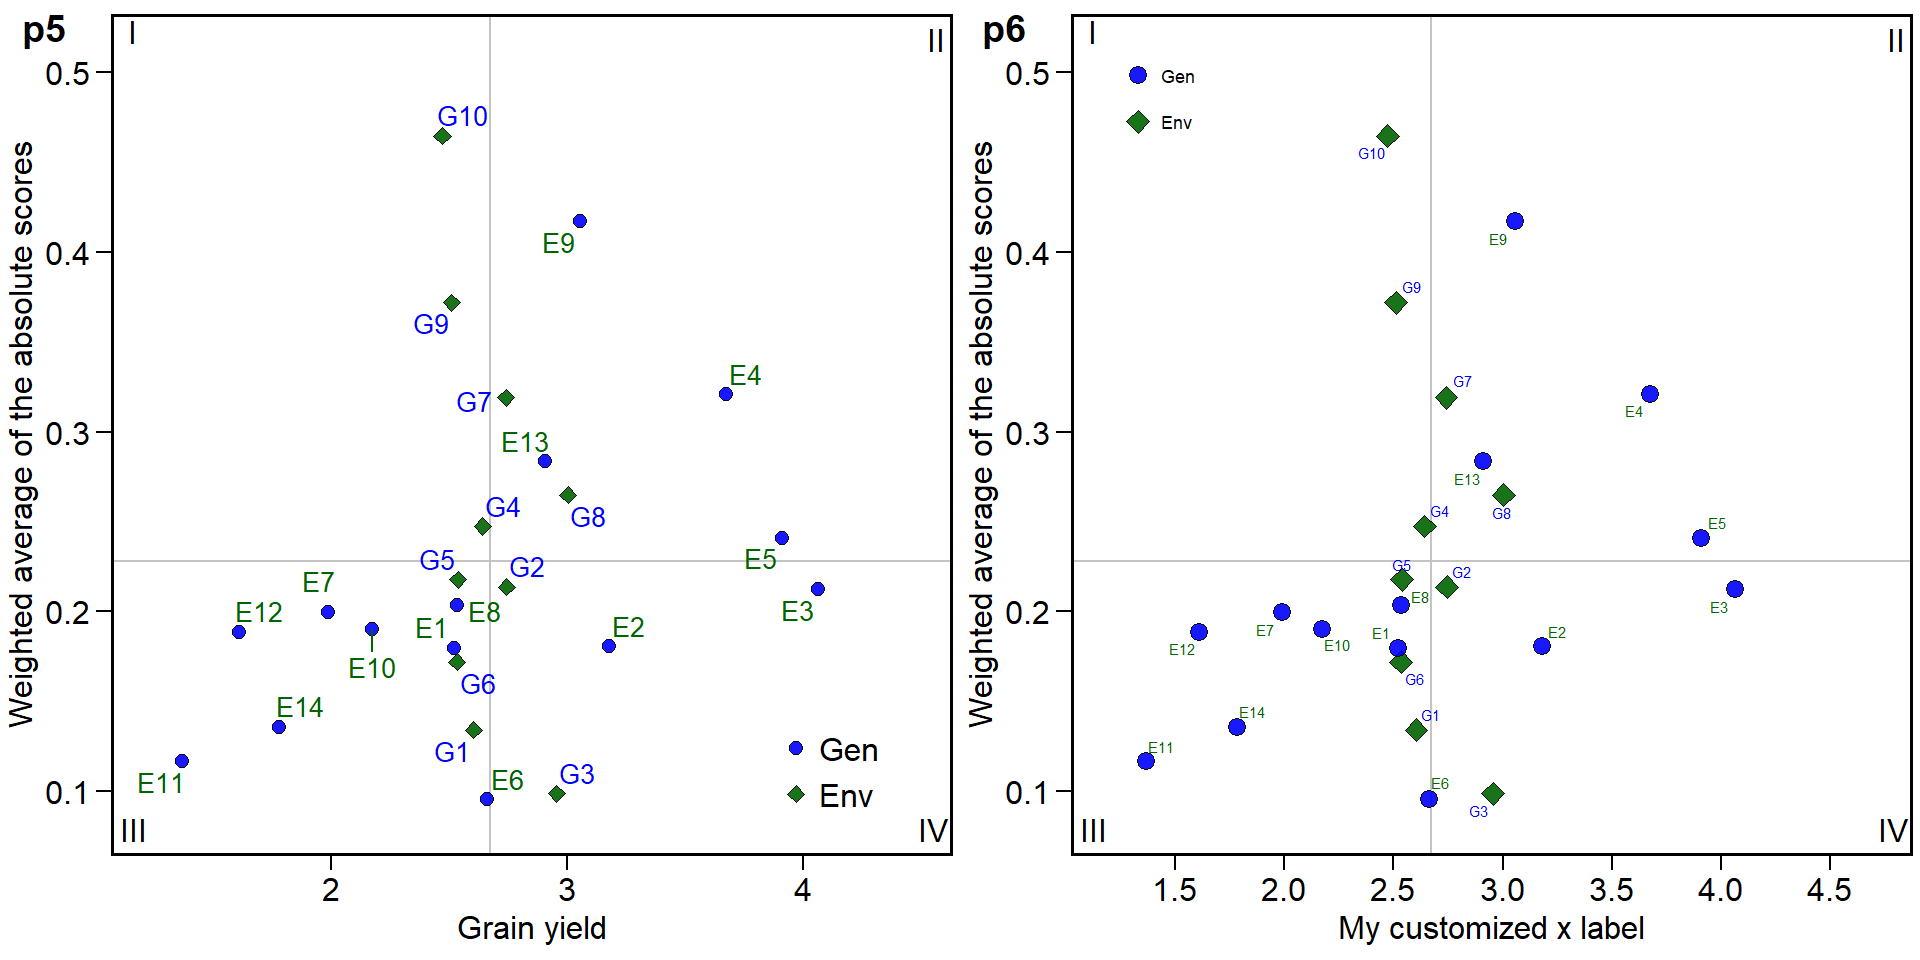 p5
I
II
0.5
0.4
0.3
0.2
0.1
Weighted average of the absolute scores
G10
E9
G9
E4
G7
E13
G4
G8
G5
G2
E5
E7
E12
E8
E3
E1
E2
E10
G6
E14
G1
E11
E6
G3
Gen
Env
III
IV
2
3
4
Grain yield
p6
I
II
Gen
Env
0.5
0.4
0.3
0.2
0.1
Weighted average of the absolute scores
G10
E9
G9
G7
E4
E13
G4
G8
E5
G5
G2
E8
E3
E7
E1
E2
E10
E12
G6
E14
G1
E11
E6
G3
III
IV
1.5
2.0
2.5
3.0
3.5
4.0
4.5
My customized x label